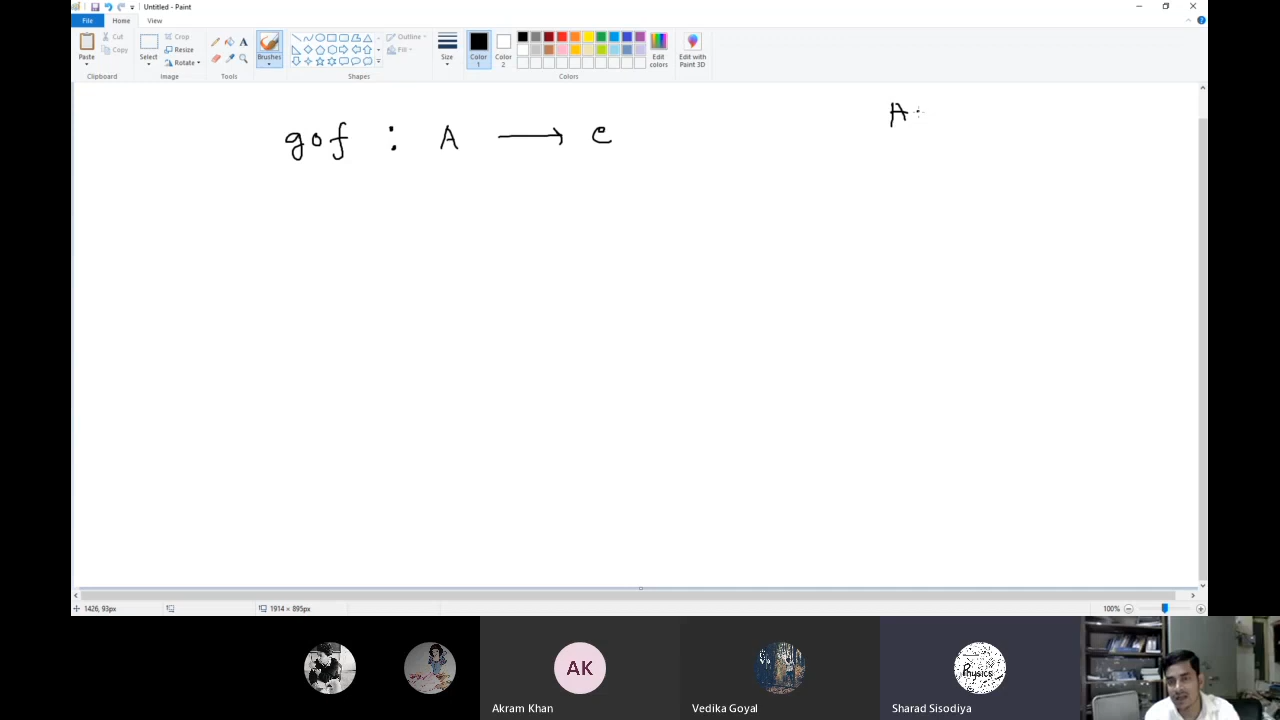 Untitled - Paint
File Home View
Paste
Cut
Copy
Clipboard
Select
Crop
Resize
Rotate
Image
Tools
Brushes
Outline
Fill
Shapes
Size
Color 1
Color 2
Edit colors
Colors
Edit with Paint 3D
gof : A → C
A
1426, 93px
1914 × 895px
100%
AK
Akram Khan
Vedika Goyal
Physics
Sharad Sisodiya